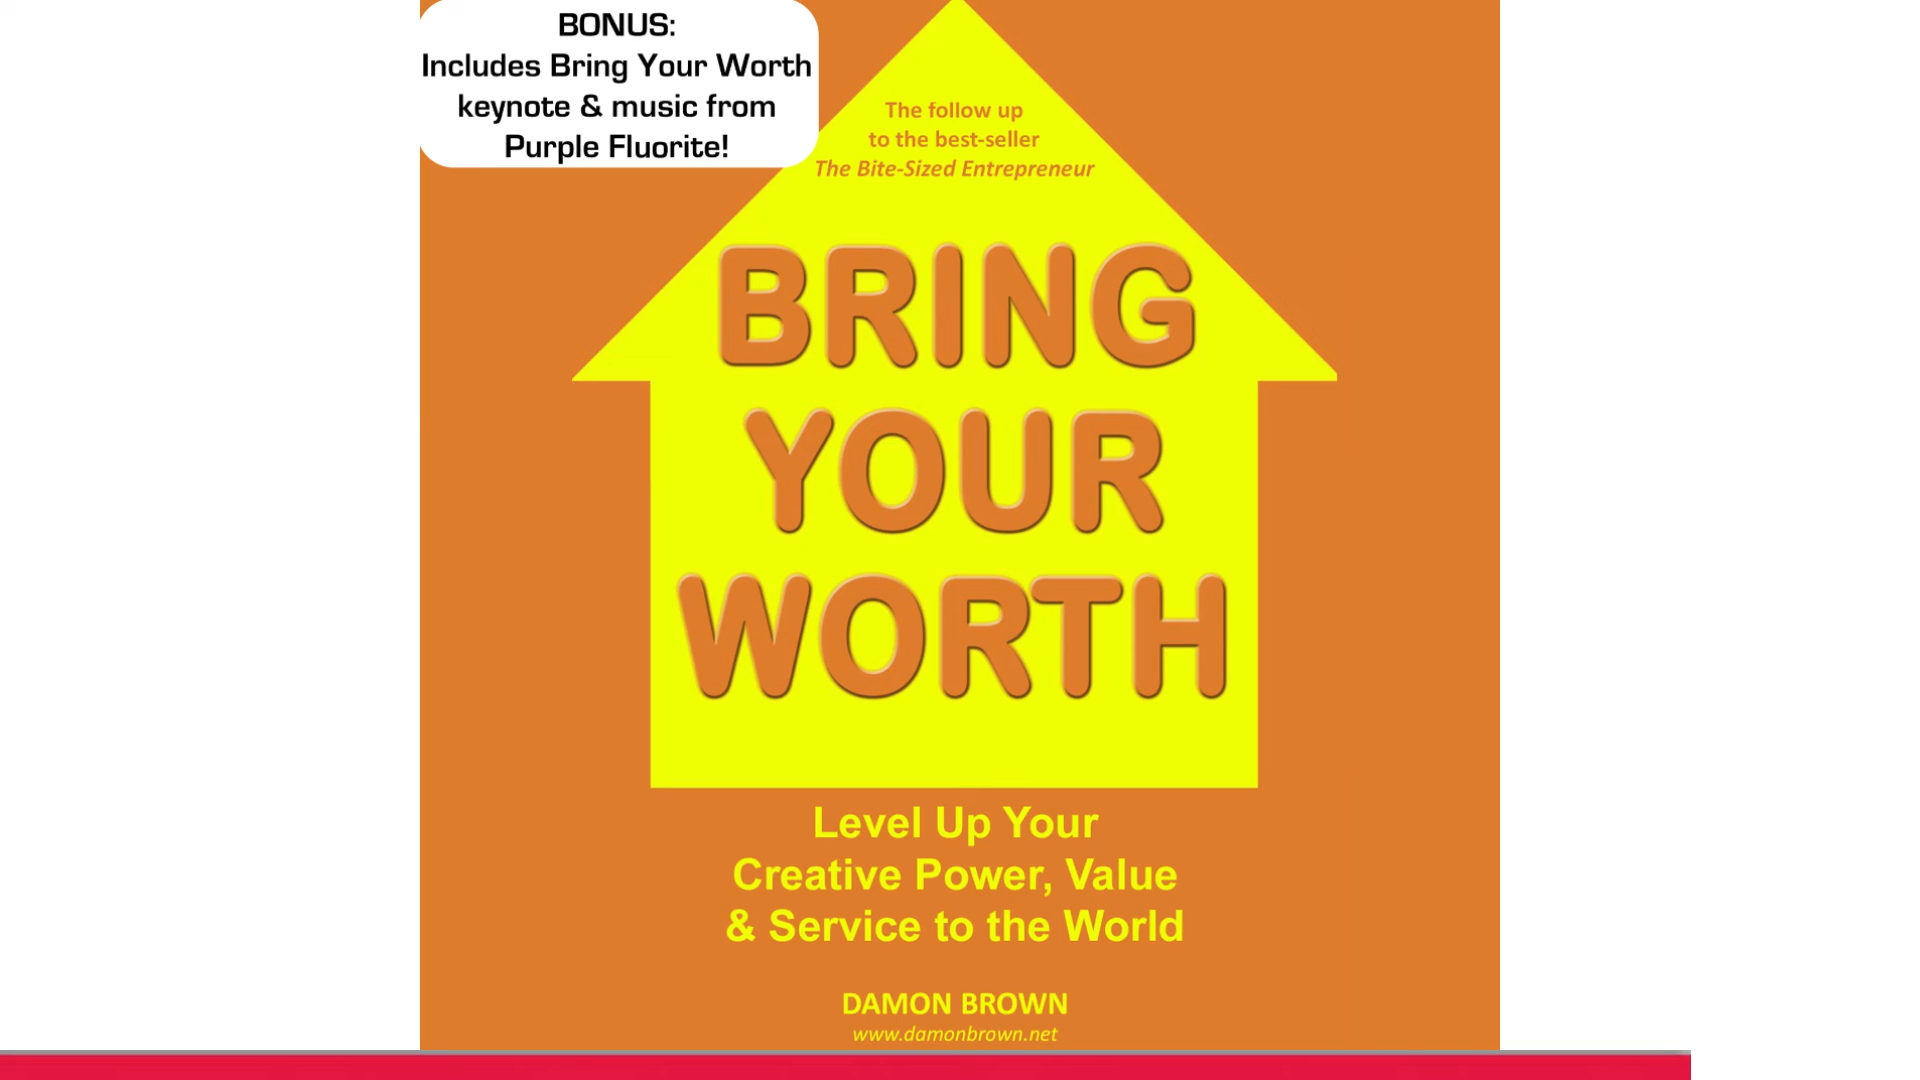 BONUS:
Includes Bring Your Worth
keynote & music from
Purple Fluorite!
The follow up
to the best-seller
The Bite-Sized Entrepreneur
BRING
YOUR
WORTH
Level Up Your
Creative Power, Value
& Service to the World
DAMON BROWN
www.damonbrown.net